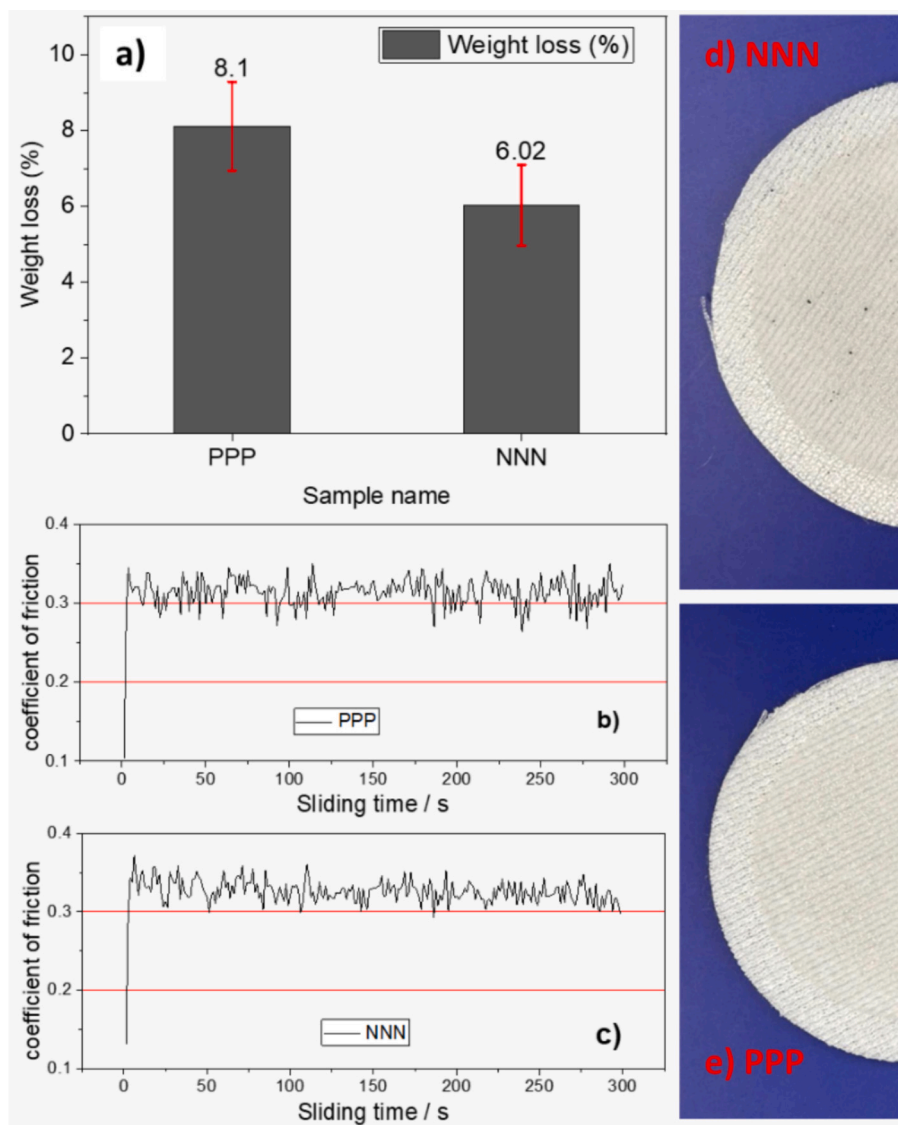 a)
Weight loss (%)
8.1
6.02
10
8
6
4
2
0
Weight loss (%)
PPP
NNN
Sample name
0.4
0.3
0.2
0.1
coefficient of friction
PPP
b)
0
50
100
150
200
250
300
Sliding time / s
0.4
0.3
0.2
0.1
coefficient of friction
NNN
c)
0
50
100
150
200
250
300
Sliding time / s
d) NNN
e) PPP